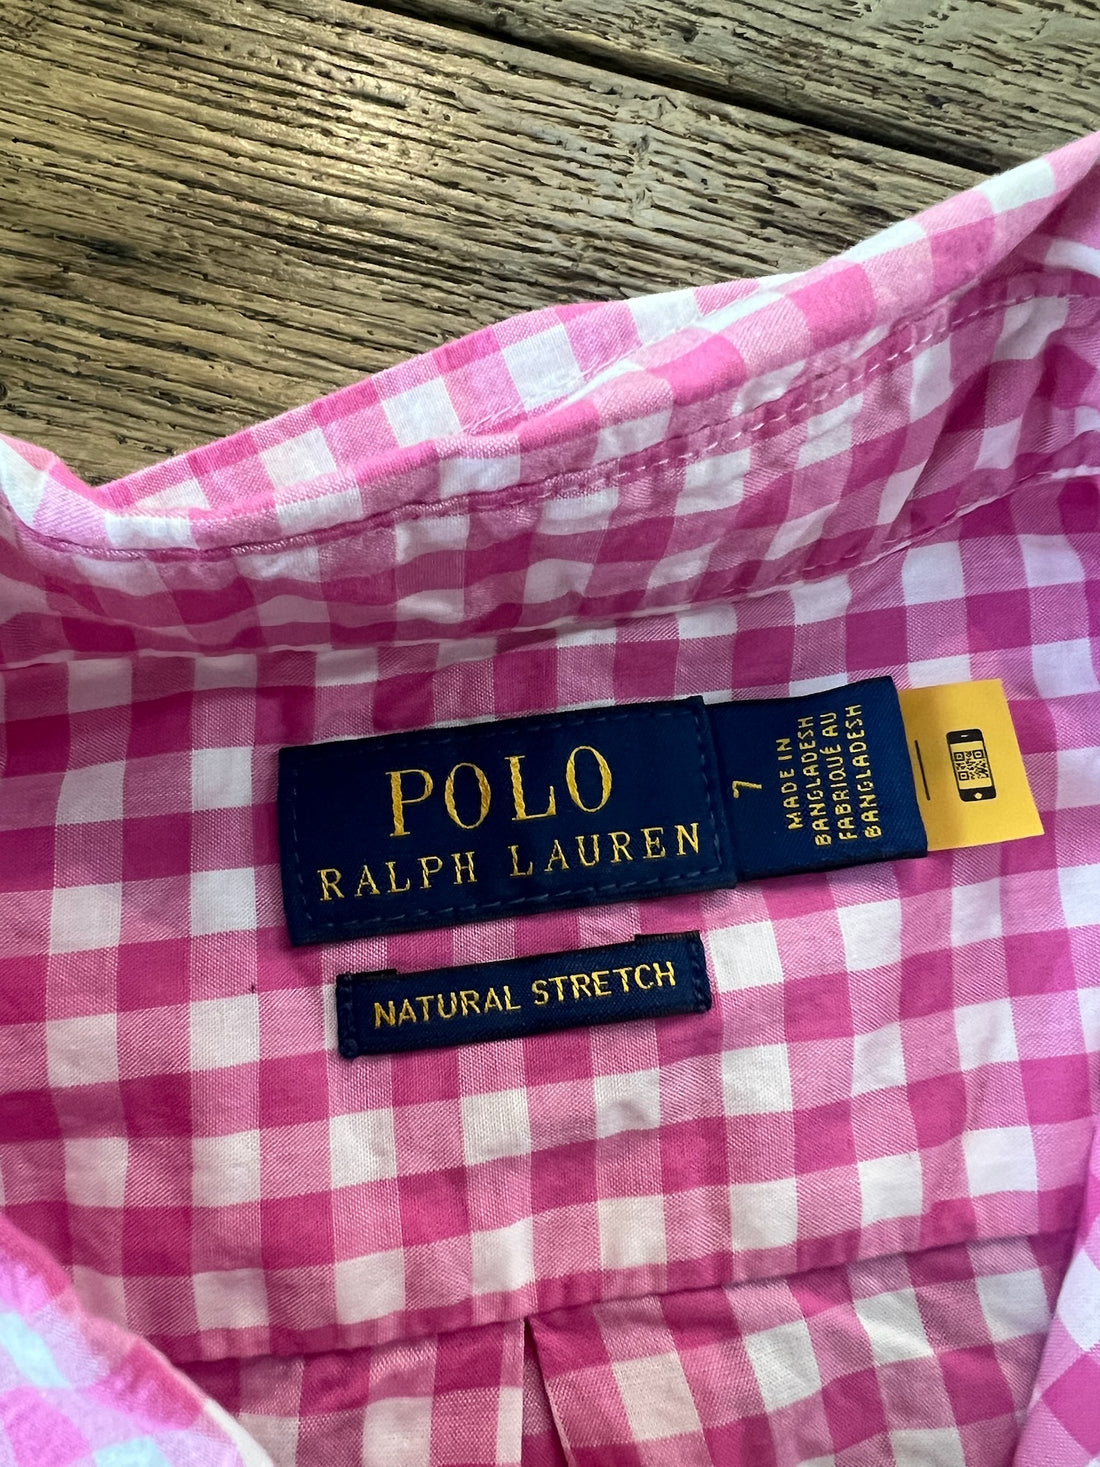 POLO
RALPH LAUREN
7
MADE IN
BANGLADESH
FABRIQUÉ AU
BANGLADESH
NATURAL STRETCH